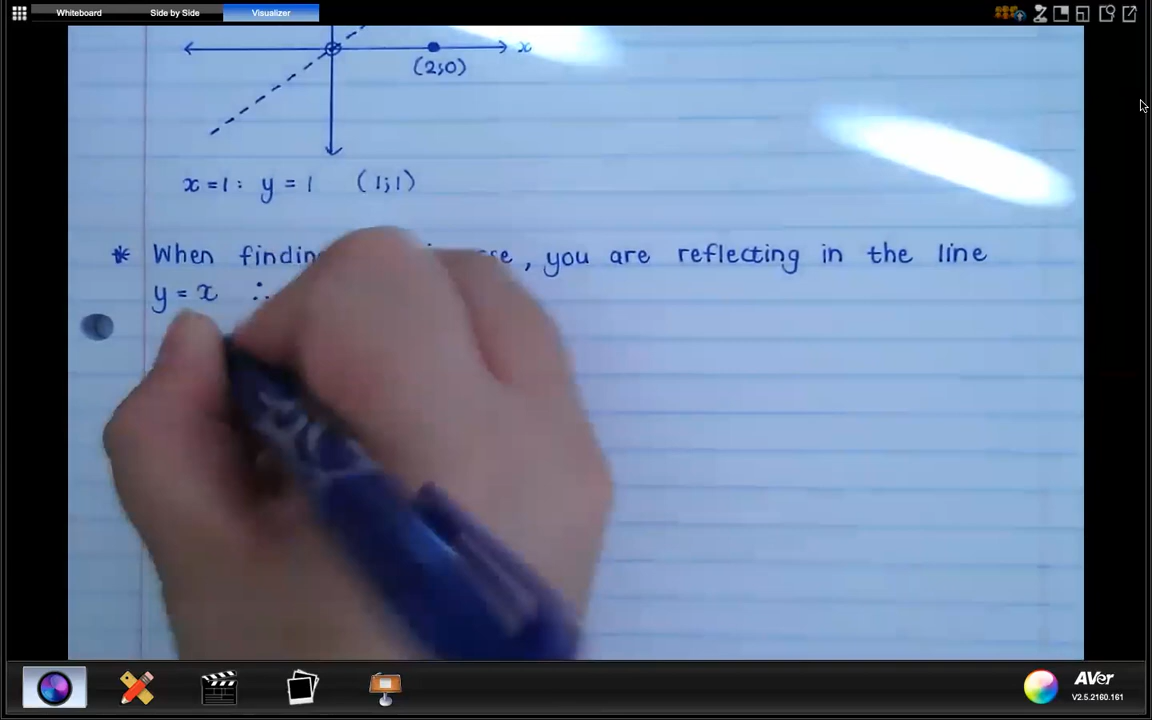 Whiteboard Side by Side Visualizer
x
(2;0)
x = 1 : y = 1 (1;1)
* When finding , you are reflecting in the line
y = x ∴
AVer
V2.5.2160.161